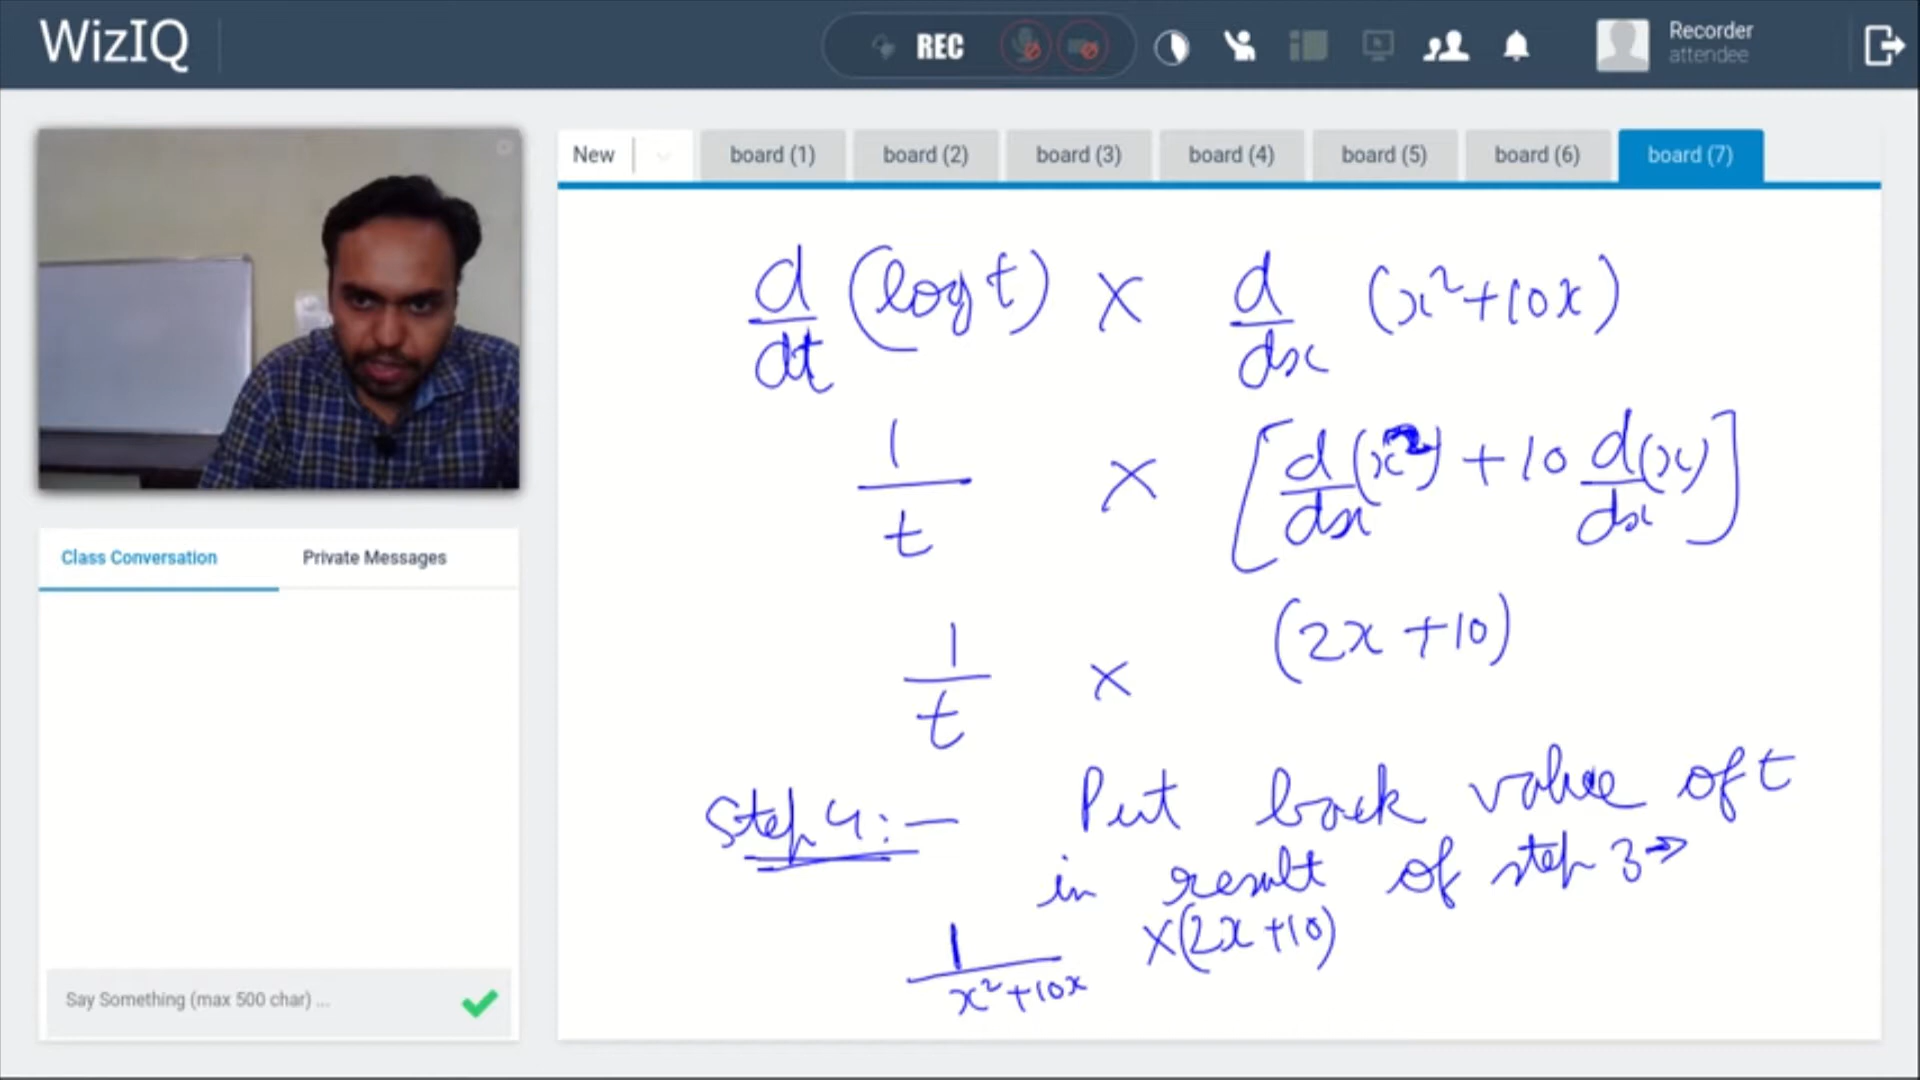 WizIQ
REC
Recorder
attendee
New
board (1)
board (2)
board (3)
board (4)
board (5)
board (6)
board (7)
d/dt (log t) × d/dx (x²+10x)
1/t × [d/dx (x²) + 10 d/dx (x)]
1/t × (2x +10)
Step 4:— Put back value of t
in result of step 3→
1/(x²+10x) ×(2x+10)
Class Conversation
Private Messages
Say Something (max 500 char) ...